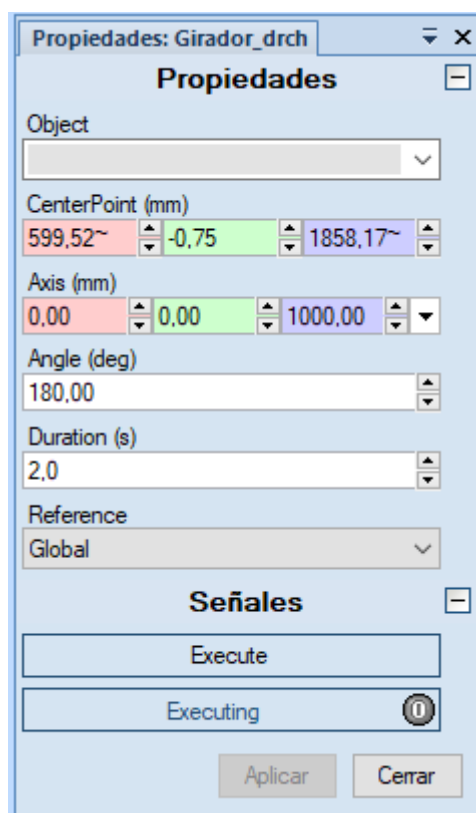 Propiedades: Girador_drch
Propiedades
Object
CenterPoint (mm)
599,52~ -0,75 1858,17~
Axis (mm)
0,00 0,00 1000,00
Angle (deg)
180,00
Duration (s)
2,0
Reference
Global
Señales
Execute
Executing
Aplicar Cerrar